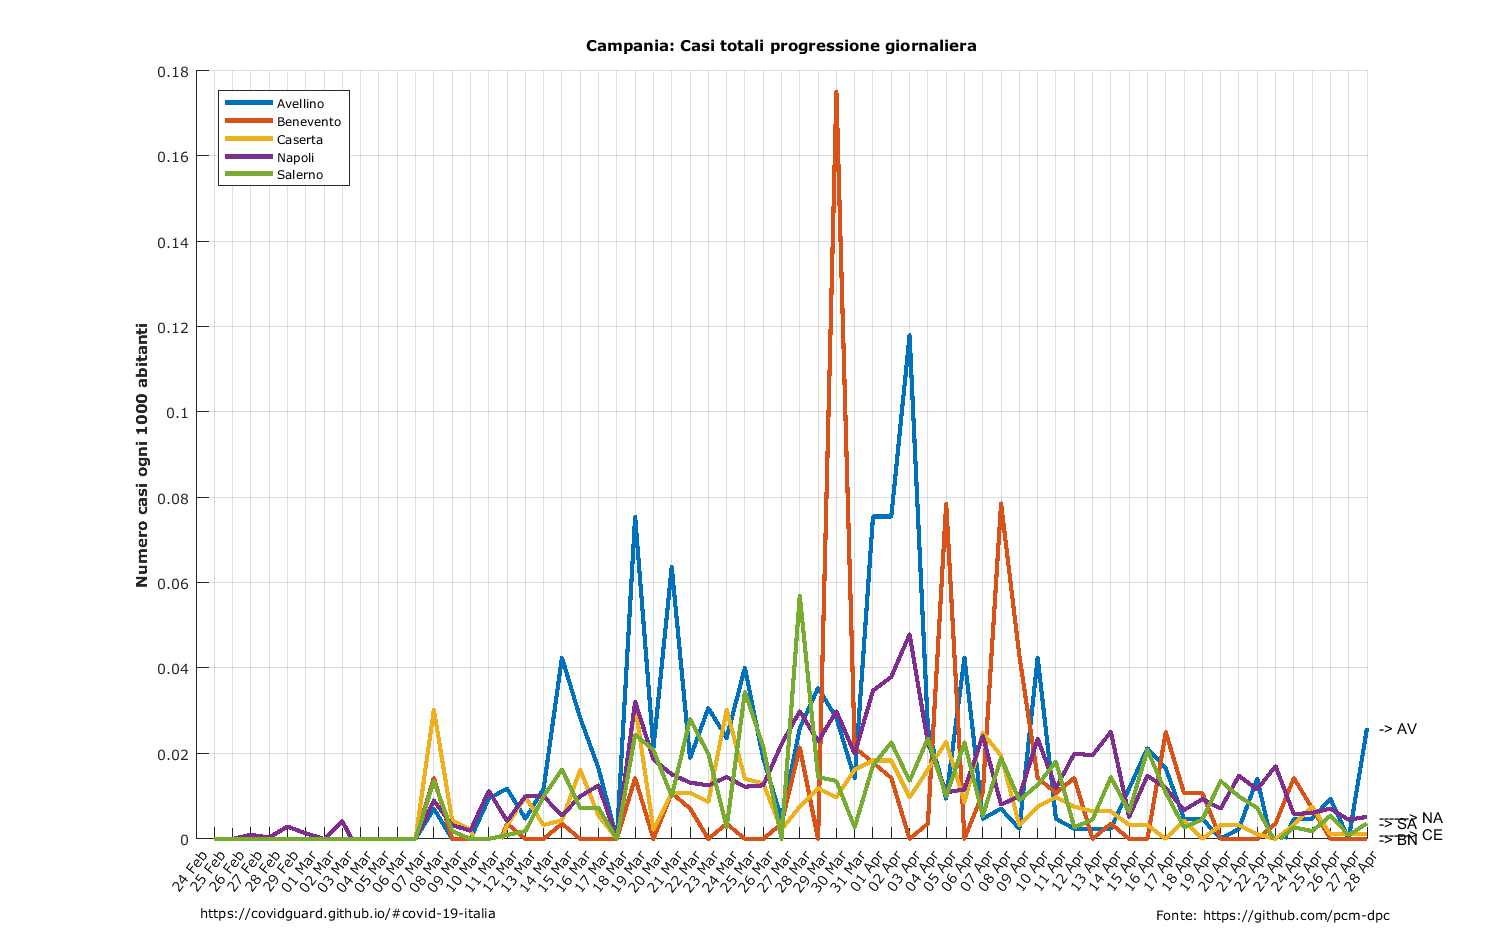 Campania: Casi totali progressione giornaliera
0.18
0.16
0.14
0.12
0.1
0.08
0.06
0.04
0.02
0
Numero casi ogni 1000 abitanti
Avellino
Benevento
Caserta
Napoli
Salerno
-> AV
-> NA
-> SA
-> CE
-> BN
24 Feb
25 Feb
26 Feb
27 Feb
28 Feb
29 Feb
01 Mar
02 Mar
03 Mar
04 Mar
05 Mar
06 Mar
07 Mar
08 Mar
09 Mar
10 Mar
11 Mar
12 Mar
13 Mar
14 Mar
15 Mar
16 Mar
17 Mar
18 Mar
19 Mar
20 Mar
21 Mar
22 Mar
23 Mar
24 Mar
25 Mar
26 Mar
27 Mar
28 Mar
29 Mar
30 Mar
31 Mar
01 Apr
02 Apr
03 Apr
04 Apr
05 Apr
06 Apr
07 Apr
08 Apr
09 Apr
10 Apr
11 Apr
12 Apr
13 Apr
14 Apr
15 Apr
16 Apr
17 Apr
18 Apr
19 Apr
20 Apr
21 Apr
22 Apr
23 Apr
24 Apr
25 Apr
26 Apr
27 Apr
28 Apr
https://covidguard.github.io/#covid-19-italia
Fonte: https://github.com/pcm-dpc